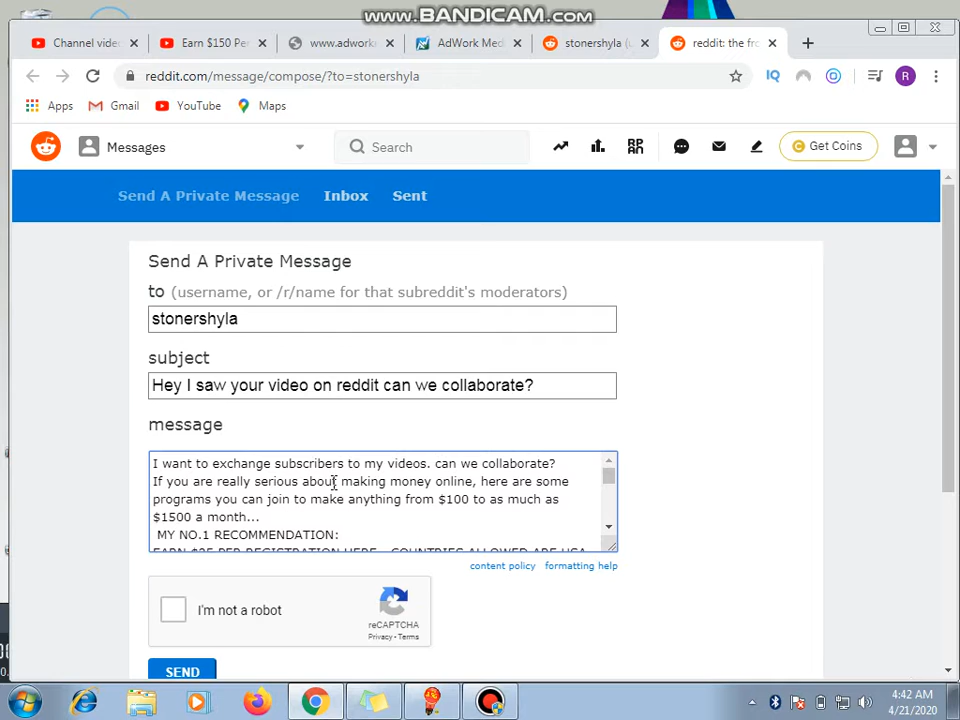 www.BANDICAM.com
Channel video
Earn $150 Per
www.adwork
AdWork Med
stonershyla (u
reddit: the fro
reddit.com/message/compose/?to=stonershyla
Apps
Gmail
YouTube
Maps
Messages
Search
Get Coins
Send A Private Message
Inbox
Sent
Send A Private Message
to (username, or /r/name for that subreddit's moderators)
stonershyla
subject
Hey I saw your video on reddit can we collaborate?
message
I want to exchange subscribers to my videos. can we collaborate?
If you are really serious about making money online, here are some
programs you can join to make anything from $100 to as much as
$1500 a month...
MY NO.1 RECOMMENDATION:
content policy
formatting help
I'm not a robot
reCAPTCHA
Privacy - Terms
SEND
4:42 AM
4/21/2020